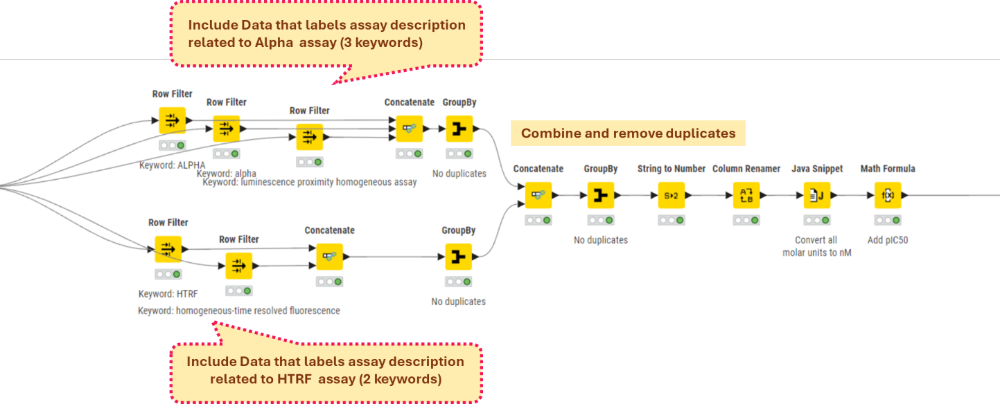 Include Data that labels assay description
related to Alpha assay (3 keywords)
Row Filter
Row Filter
Row Filter
Concatenate
GroupBy
Keyword: ALPHA
Keyword: alpha
Keyword: luminescence proximity homogeneous assay
No duplicates
Combine and remove duplicates
Concatenate
GroupBy
String to Number
Column Renamer
Java Snippet
Math Formula
S▸2
A
B
J
f(x)
No duplicates
Convert all
molar units to nM
Add pIC50
Row Filter
Row Filter
Concatenate
GroupBy
Keyword: HTRF
Keyword: homogeneous-time resolved fluorescence
No duplicates
Include Data that labels assay description
related to HTRF assay (2 keywords)